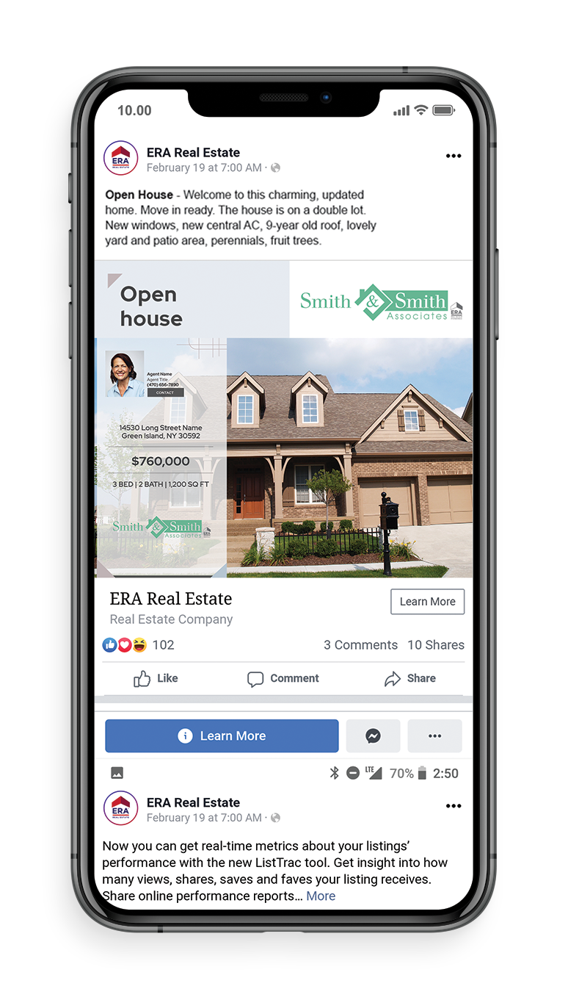 10.00
ERA
REAL ESTATE
ERA Real Estate
February 19 at 7:00 AM ·
Open House - Welcome to this charming, updated
home. Move in ready. The house is on a double lot.
New windows, new central AC, 9-year old roof, lovely
yard and patio area, perennials, fruit trees.
Open
house
Smith & Smith
Associates
ERA
Agent Name
Agent Title
(470) 656-7890
CONTACT
14530 Long Street Name
Green Island, NY 30592
$760,000
3 BED | 2 BATH | 1,200 SQ FT
Smith & Smith
Associates
ERA
ERA Real Estate
Learn More
Real Estate Company
102 3 Comments 10 Shares
Like Comment Share
i Learn More
LTE 70% 2:50
ERA
REAL ESTATE
ERA Real Estate
February 19 at 7:00 AM ·
Now you can get real-time metrics about your listings’
performance with the new ListTrac tool. Get insight into how
many views, shares, saves and faves your listing receives.
Share online performance reports... More